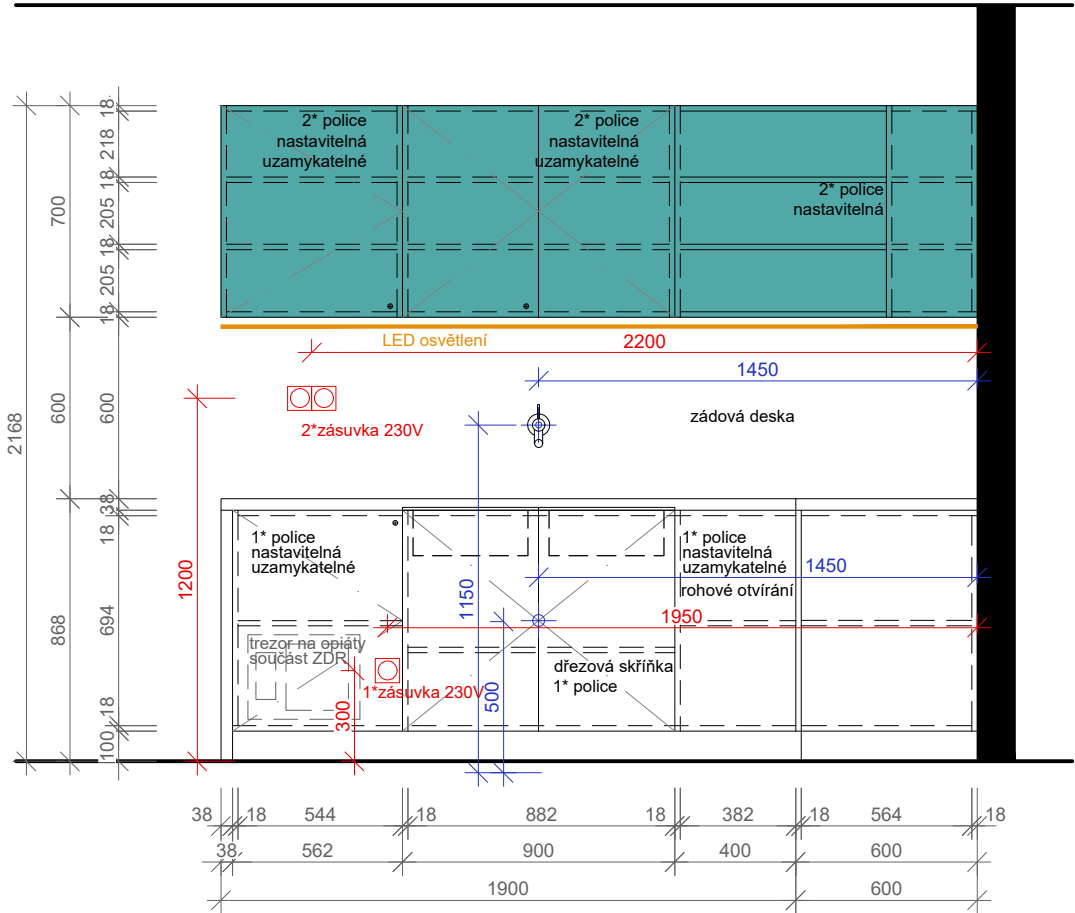 2* police
nastavitelná
uzamykatelné
2* police
nastavitelná
uzamykatelné
2* police
nastavitelná
LED osvětlení
2200
1450
2*zásuvka 230V
zádová deska
1* police
nastavitelná
uzamykatelné
1* police
nastavitelná
uzamykatelné
rohové otvírání
1450
1950
trezor na opiáty
součást ZDR
1*zásuvka 230V
dřezová skříňka
1* police
1200
300
1150
500
2168
700
600
868
18
218
18
205
18
205
18
600
38
18
694
18
100
38
18
544
18
882
18
382
18
564
18
38
562
900
400
600
1900
600